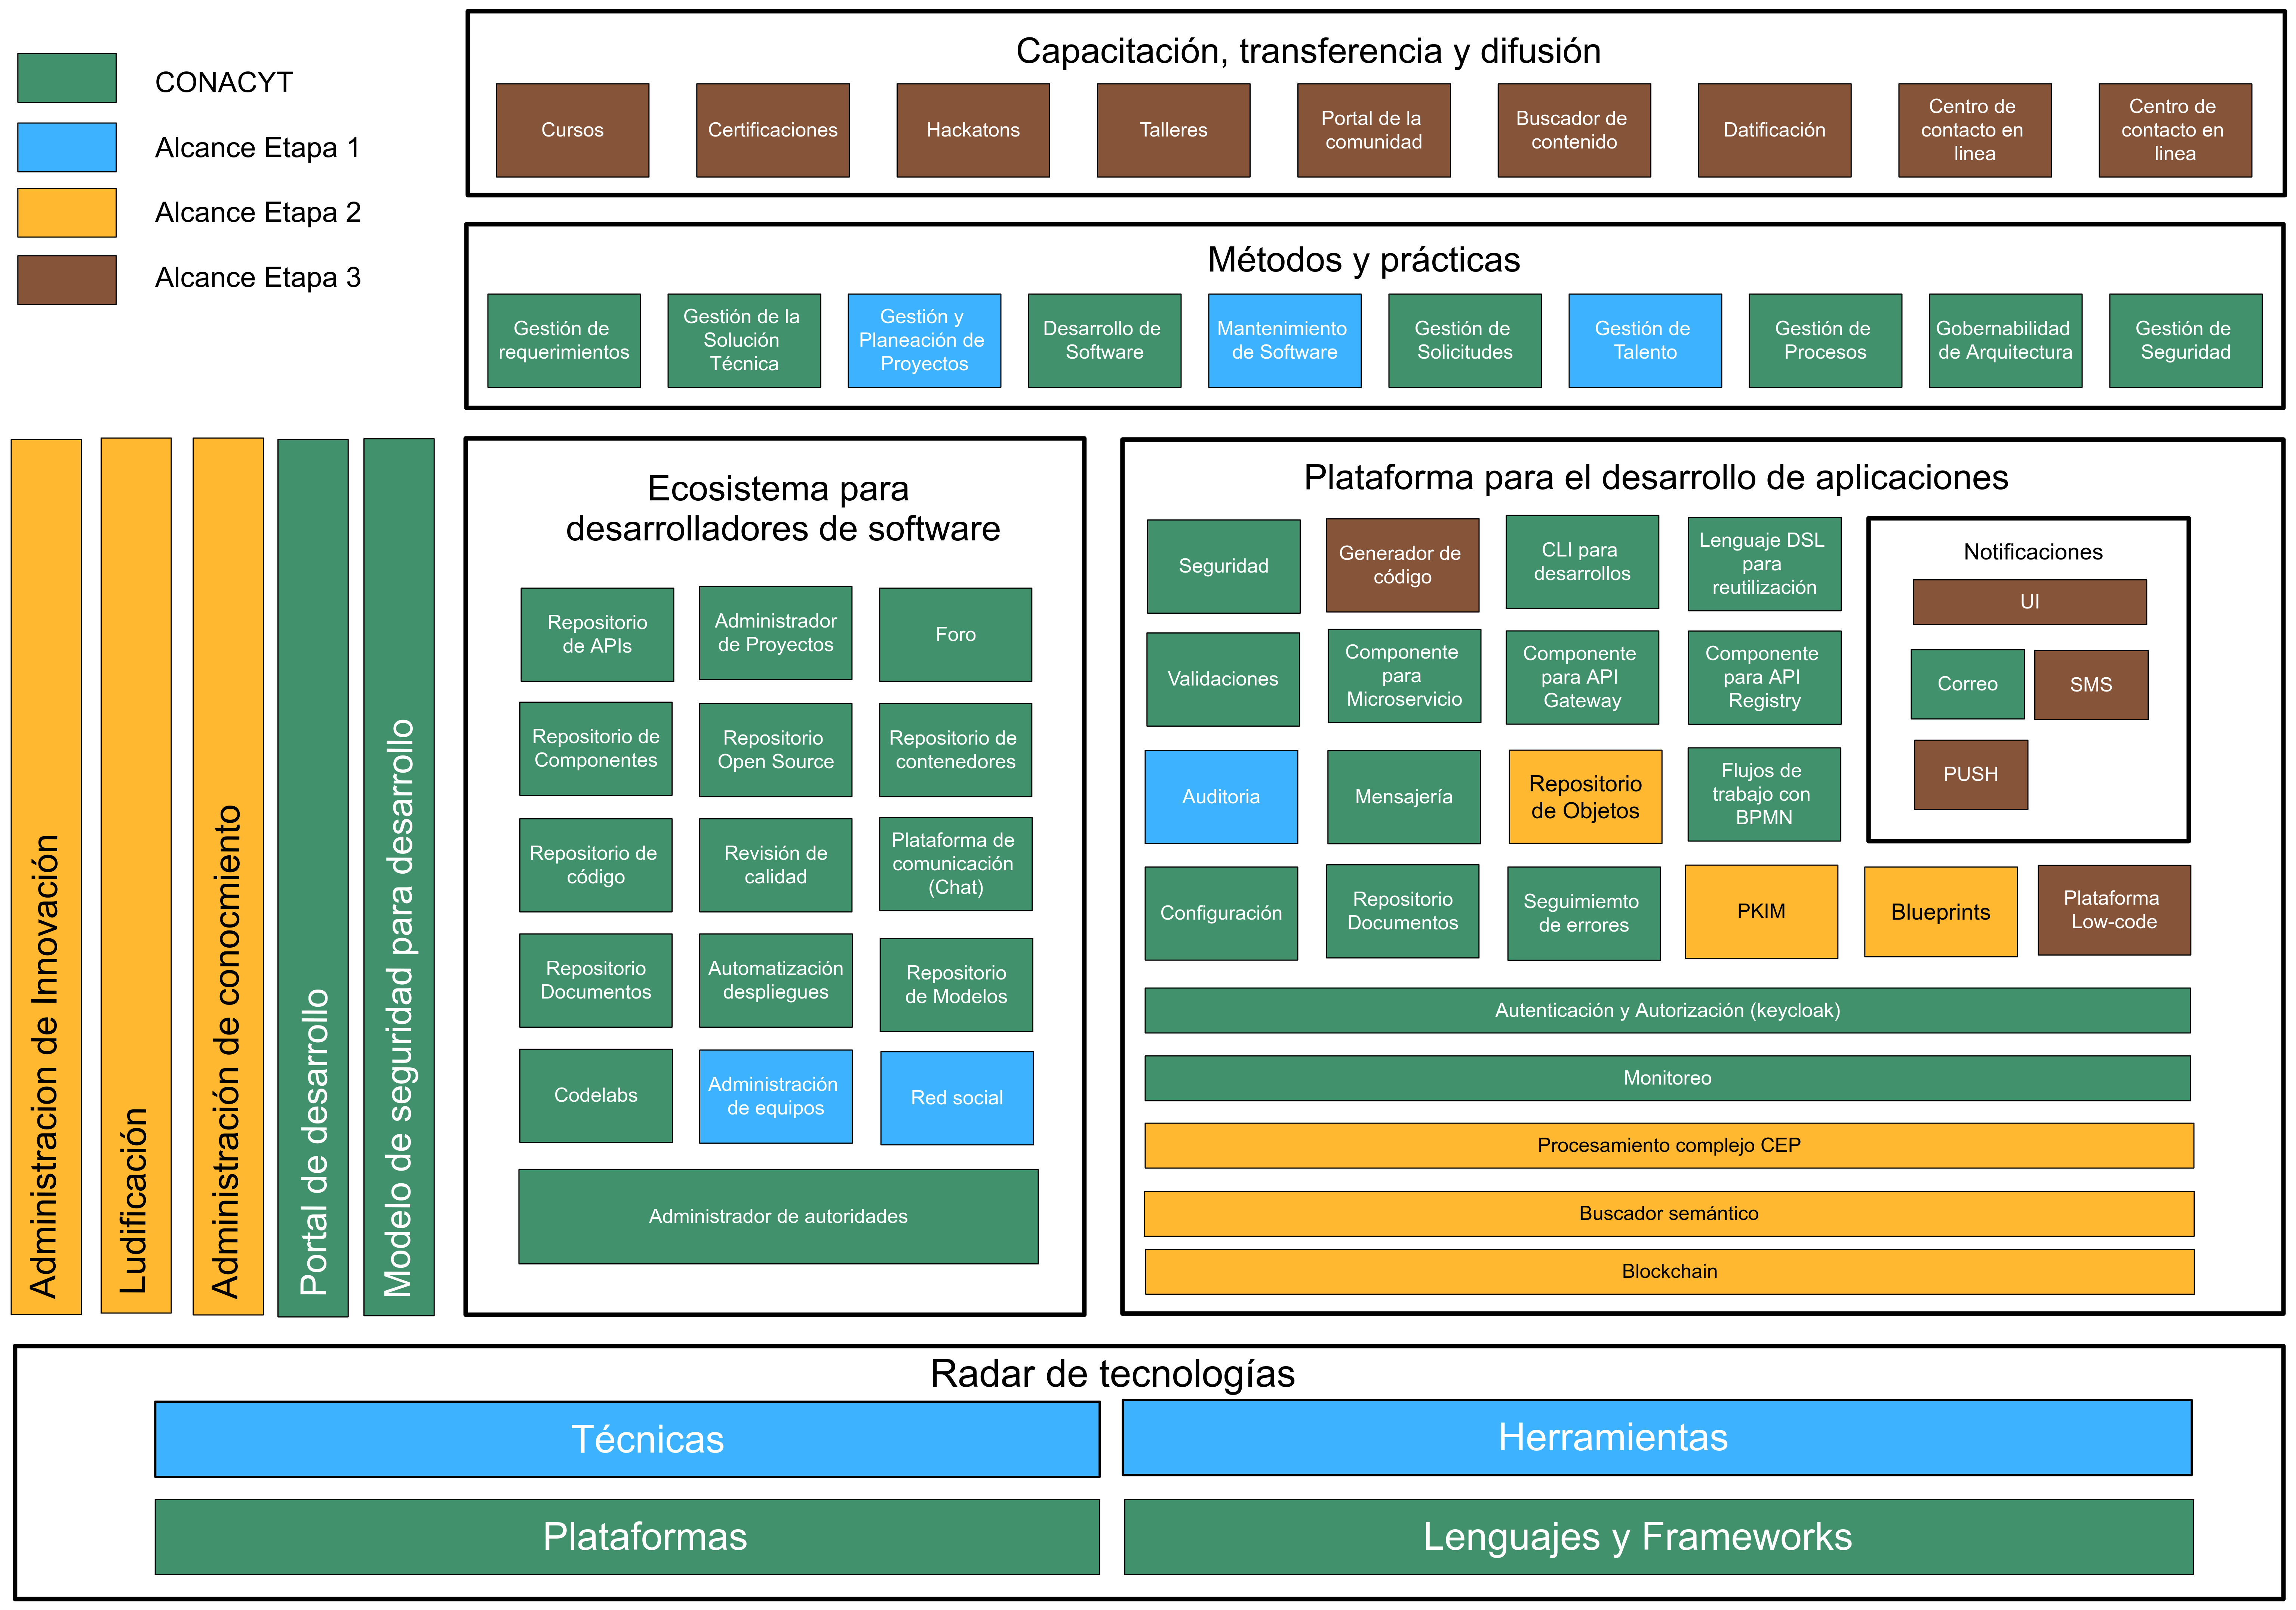 CONACYT
Alcance Etapa 1
Alcance Etapa 2
Alcance Etapa 3
Capacitación, transferencia y difusión
Cursos
Certificaciones
Hackatons
Talleres
Portal de la
comunidad
Buscador de
contenido
Datificación
Centro de
contacto en
linea
Centro de
contacto en
linea
Métodos y prácticas
Gestión de
requerimientos
Gestión de la
Solución
Técnica
Gestión y
Planeación de
Proyectos
Desarrollo de
Software
Mantenimiento
de Software
Gestión de
Solicitudes
Gestión de
Talento
Gestión de
Procesos
Gobernabilidad
de Arquitectura
Gestión de
Seguridad
Administracion de Innovación
Ludificación
Administración de conocmiento
Portal de desarrollo
Modelo de seguridad para desarrollo
Ecosistema para
desarrolladores de software
Repositorio
de APIs
Administrador
de Proyectos
Foro
Repositorio de
Componentes
Repositorio
Open Source
Repositorio de
contenedores
Repositorio de
código
Revisión de
calidad
Plataforma de
comunicación
(Chat)
Repositorio
Documentos
Automatización
despliegues
Repositorio
de Modelos
Codelabs
Administración
de equipos
Red social
Administrador de autoridades
Plataforma para el desarrollo de aplicaciones
Seguridad
Generador de
código
CLI para
desarrollos
Lenguaje DSL
para
reutilización
Validaciones
Componente
para
Microservicio
Componente
para API
Gateway
Componente
para API
Registry
Auditoria
Mensajería
Repositorio
de Objetos
Flujos de
trabajo con
BPMN
Notificaciones
UI
Correo
SMS
PUSH
Configuración
Repositorio
Documentos
Seguimiemto
de errores
PKIM
Blueprints
Plataforma
Low-code
Autenticación y Autorización (keycloak)
Monitoreo
Procesamiento complejo CEP
Buscador semántico
Blockchain
Radar de tecnologías
Técnicas
Herramientas
Plataformas
Lenguajes y Frameworks